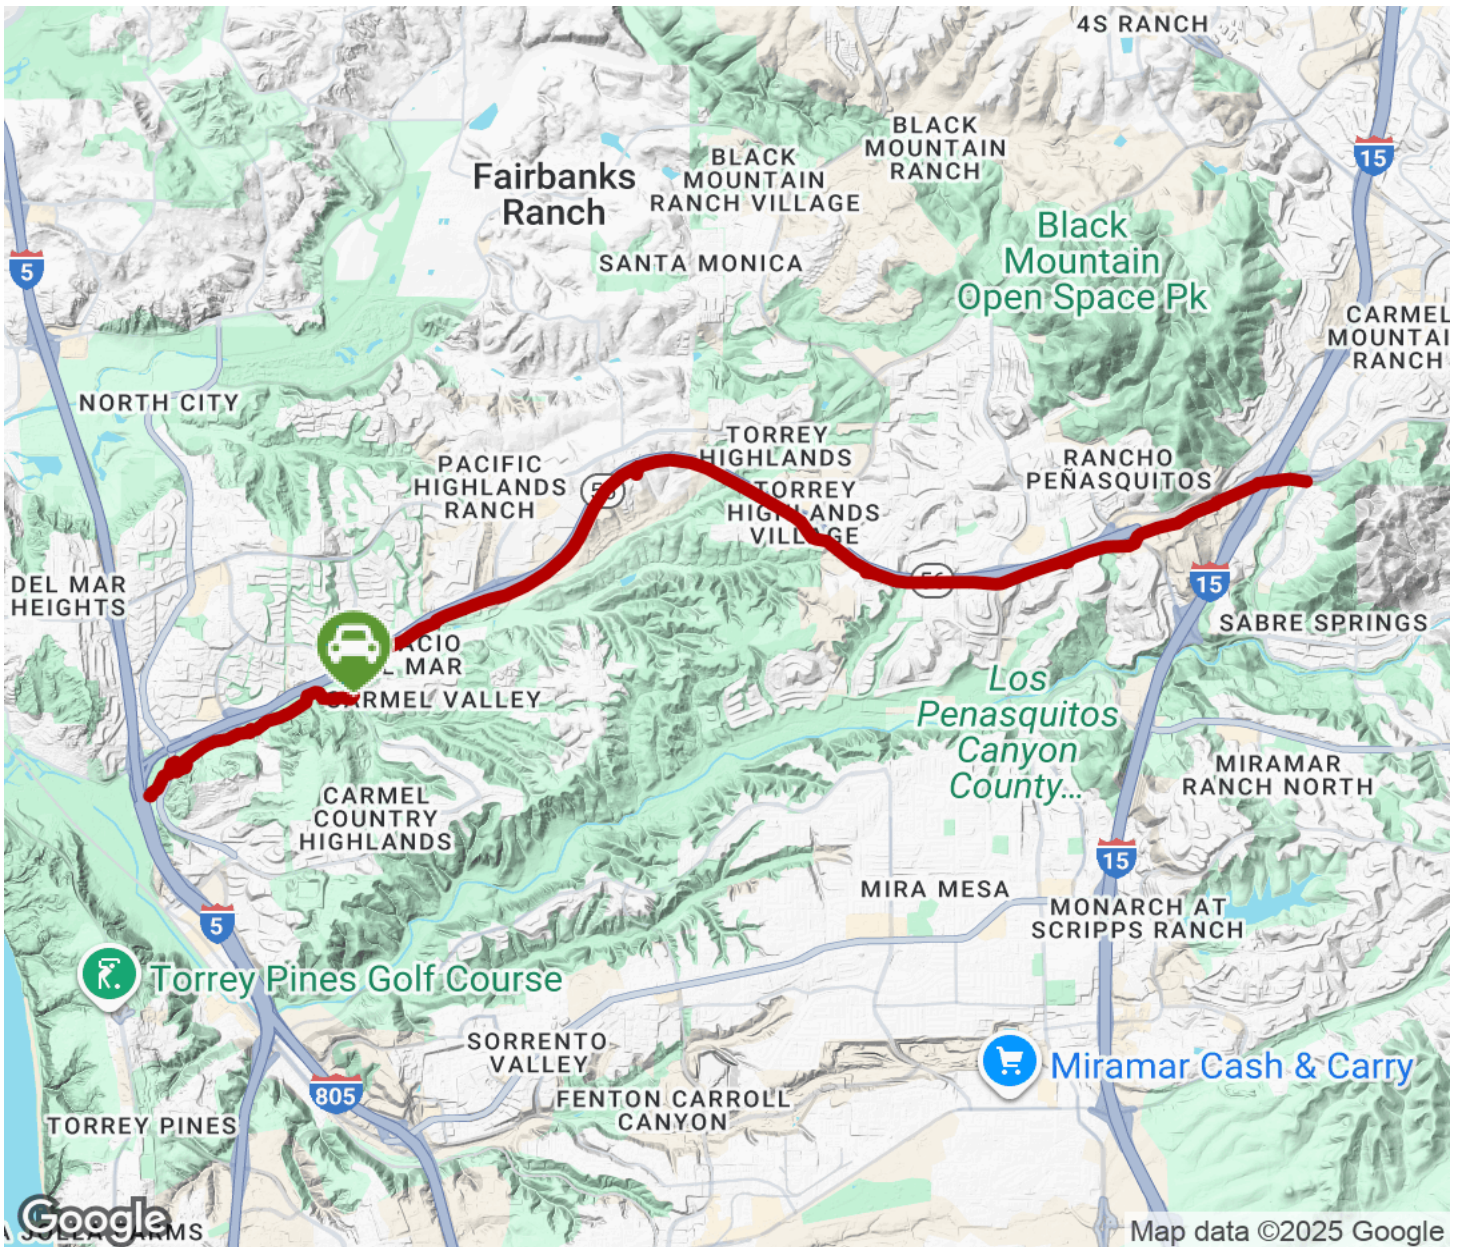 4S RANCH
BLACK
MOUNTAIN
RANCH
15
BLACK
MOUNTAIN
RANCH VILLAGE
Fairbanks
Ranch
Black
Mountain
Open Space Pk
SANTA MONICA
5
CARMEL
MOUNTAI
RANCH
NORTH CITY
TORREY
HIGHLANDS
PACIFIC
HIGHLANDS
RANCH
RANCHO
PEÑASQUITOS
TORREY
HIGHLANDS
VILLAGE
DEL MAR
HEIGHTS
15
SABRE SPRINGS
ACIO
L MAR
CARMEL VALLEY
Los
Penasquitos
Canyon
County...
MIRAMAR
RANCH NORTH
CARMEL
COUNTRY
HIGHLANDS
15
MIRA MESA
MONARCH AT
SCRIPPS RANCH
5
Torrey Pines Golf Course
SORRENTO
VALLEY
Miramar Cash & Carry
805
FENTON CARROLL
CANYON
TORREY PINES
Google
Map data ©2025 Google